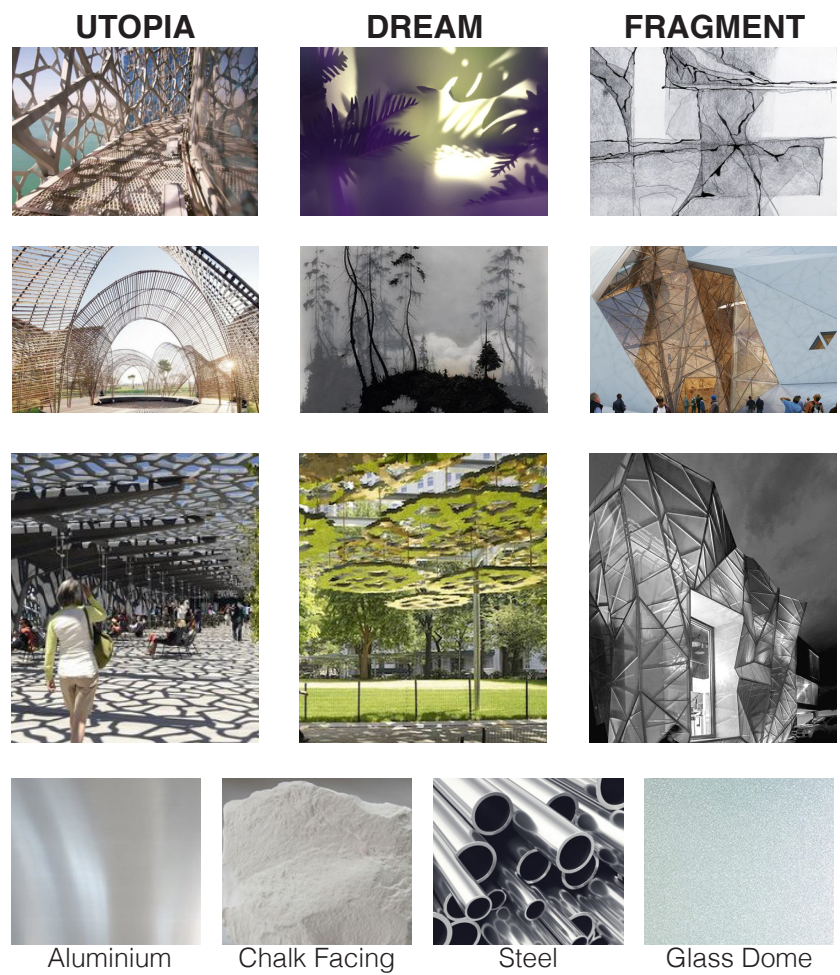 UTOPIA
DREAM
FRAGMENT
Aluminium
Chalk Facing
Steel
Glass Dome